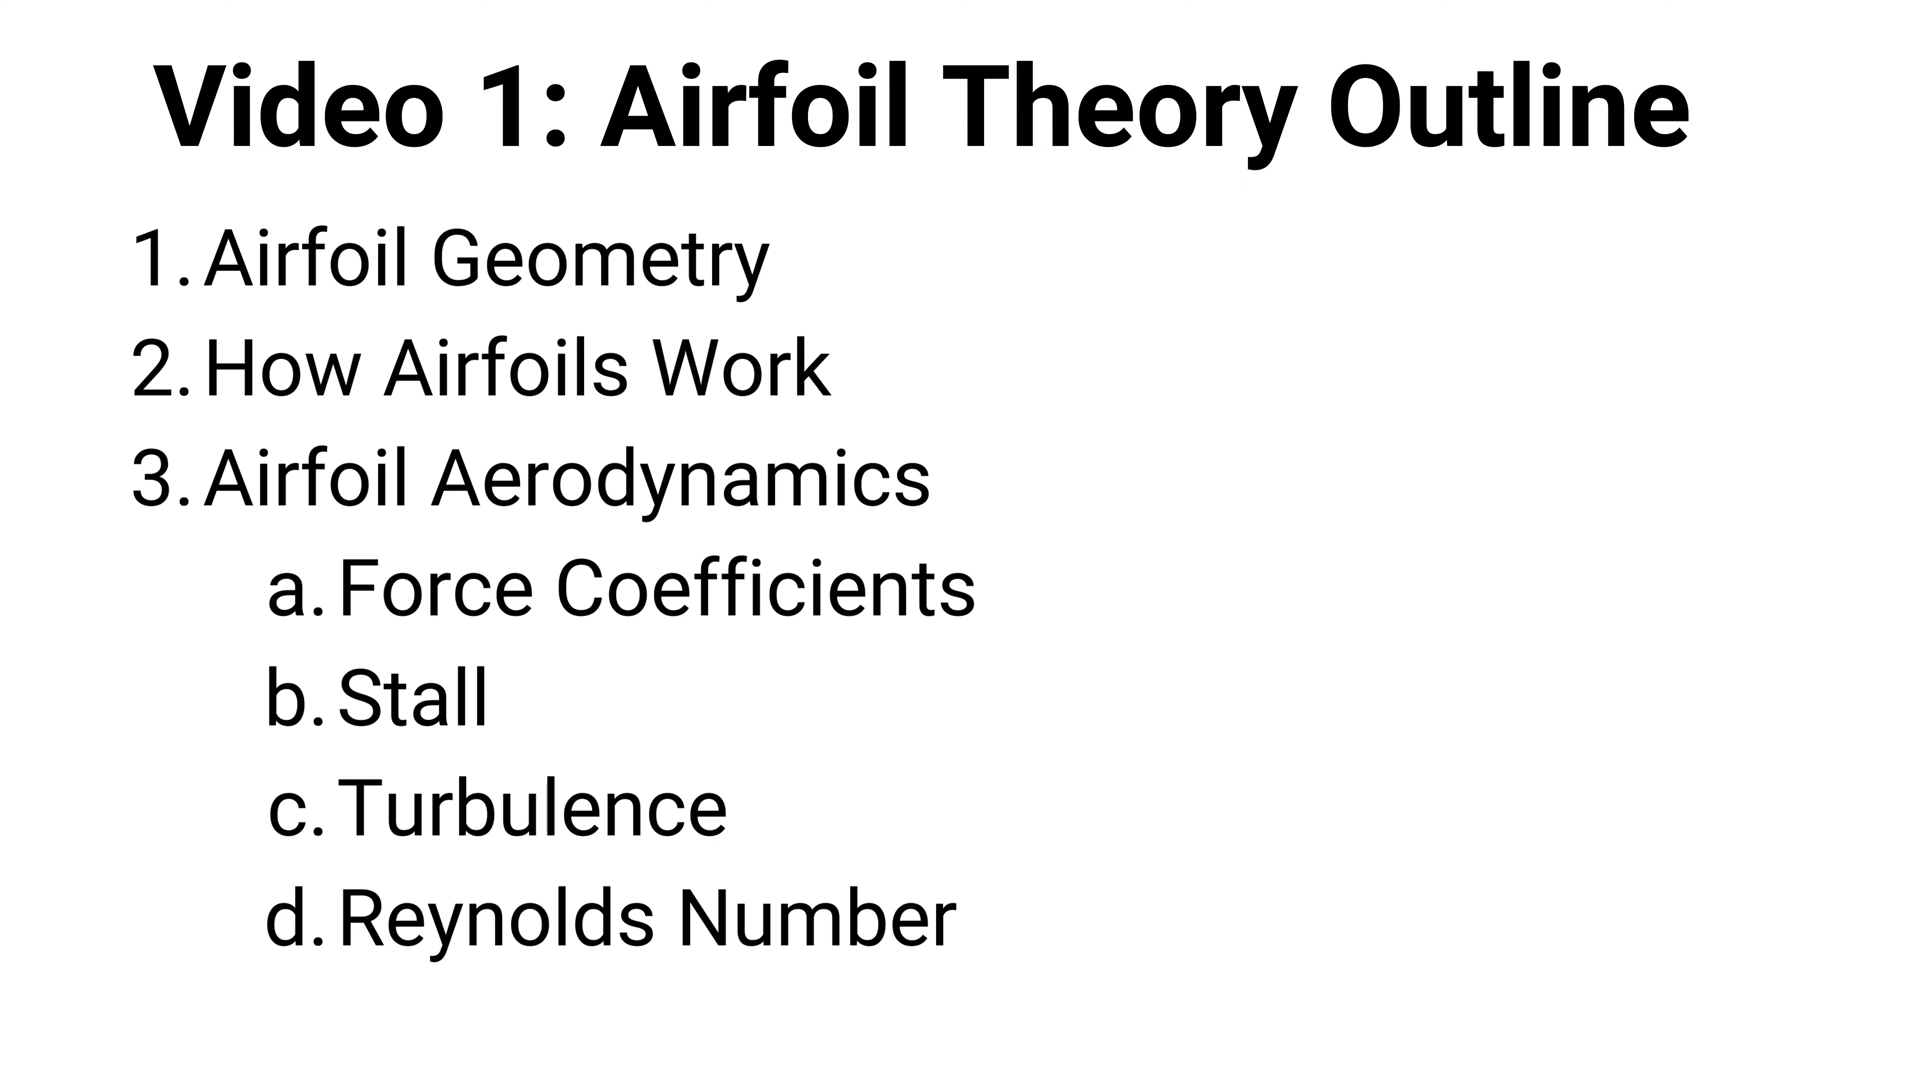 Video 1: Airfoil Theory Outline
1. Airfoil Geometry
2. How Airfoils Work
3. Airfoil Aerodynamics
a. Force Coefficients
b. Stall
c. Turbulence
d. Reynolds Number